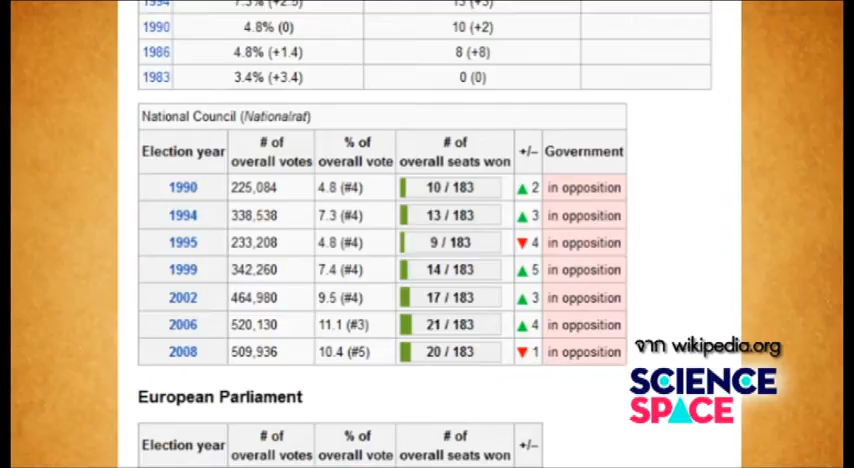 1994 7.3% (+2.5) 13 (+3)
1990 4.8% (0) 10 (+2)
1986 4.8% (+1.4) 8 (+8)
1983 3.4% (+3.4) 0 (0)
National Council (Nationalrat)
Election year # of overall votes % of overall vote # of overall seats won +/– Government
1990 225,084 4.8 (#4) 10 / 183 ▲ 2 in opposition
1994 338,538 7.3 (#4) 13 / 183 ▲ 3 in opposition
1995 233,208 4.8 (#4) 9 / 183 ▼ 4 in opposition
1999 342,260 7.4 (#4) 14 / 183 ▲ 5 in opposition
2002 464,980 9.5 (#4) 17 / 183 ▲ 3 in opposition
2006 520,130 11.1 (#3) 21 / 183 ▲ 4 in opposition
2008 509,936 10.4 (#5) 20 / 183 ▼ 1 in opposition
จาก wikipedia.org
SCIENCE
SPACE
European Parliament
Election year # of overall votes % of overall vote # of overall seats won +/–